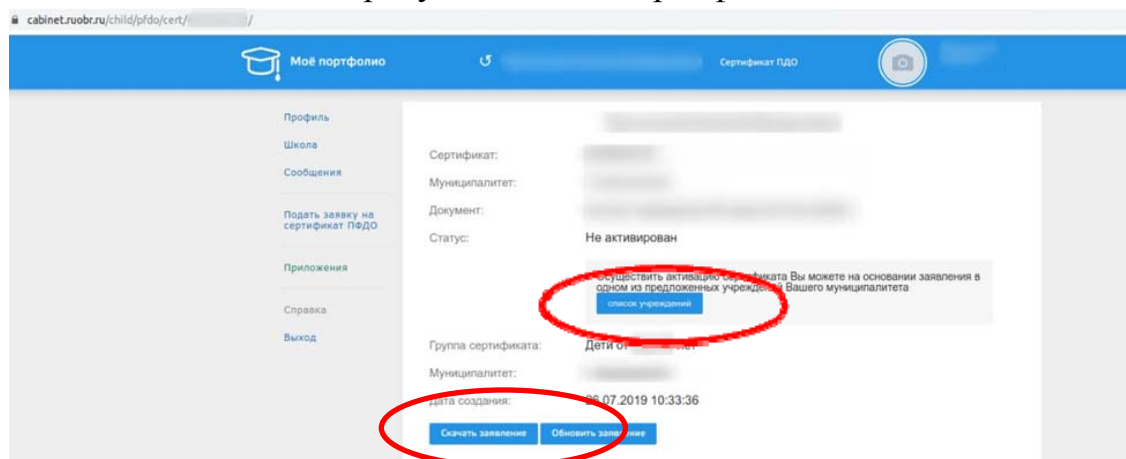 cabinet.ruobr.ru/child/pfdo/cert/ /
Моё портфолио
Сертификат ПДО
Профиль
Школа
Сообщения
Подать заявку на
сертификат ПФДО
Приложения
Справка
Выход
Сертификат:
Муниципалитет:
Документ:
Статус: Не активирован
Осуществить активацию сертификата Вы можете на основании заявления в
одном из предложенных учреждений Вашего муниципалитета
список учреждений
Группа сертификата: Дети от лет
Муниципалитет:
Дата создания: 26.07.2019 10:33:36
Скачать заявление Обновить заявление